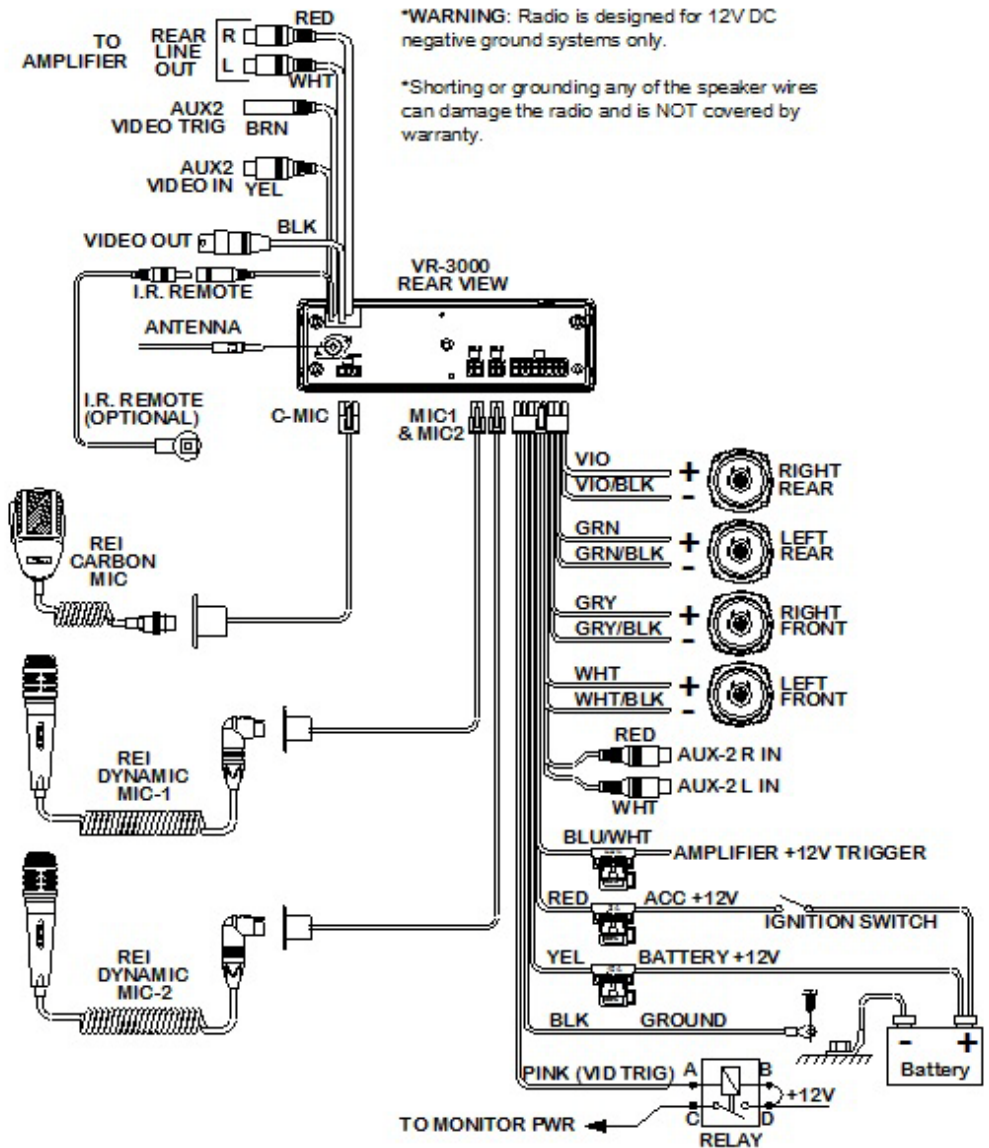 *WARNING: Radio is designed for 12V DC
negative ground systems only.
*Shorting or grounding any of the speaker wires
can damage the radio and is NOT covered by
warranty.
TO
AMPLIFIER
REAR
LINE
OUT
R
L
RED
WHT
AUX2
VIDEO TRIG
BRN
AUX2
VIDEO IN
YEL
BLK
VIDEO OUT
I.R. REMOTE
ANTENNA
VR-3000
REAR VIEW
I.R. REMOTE
(OPTIONAL)
C-MIC
MIC1
& MIC2
VIO
VIO/BLK
+
-
RIGHT
REAR
GRN
GRN/BLK
+
-
LEFT
REAR
GRY
GRY/BLK
+
-
RIGHT
FRONT
WHT
WHT/BLK
+
-
LEFT
FRONT
REI
CARBON
MIC
REI
DYNAMIC
MIC-1
REI
DYNAMIC
MIC-2
RED
AUX-2 R IN
AUX-2 L IN
WHT
BLU/WHT
AMPLIFIER +12V TRIGGER
RED
ACC +12V
IGNITION SWITCH
YEL
BATTERY +12V
BLK
GROUND
- +
Battery
PINK (VID TRIG)
A
B
+12V
C
D
TO MONITOR PWR
RELAY